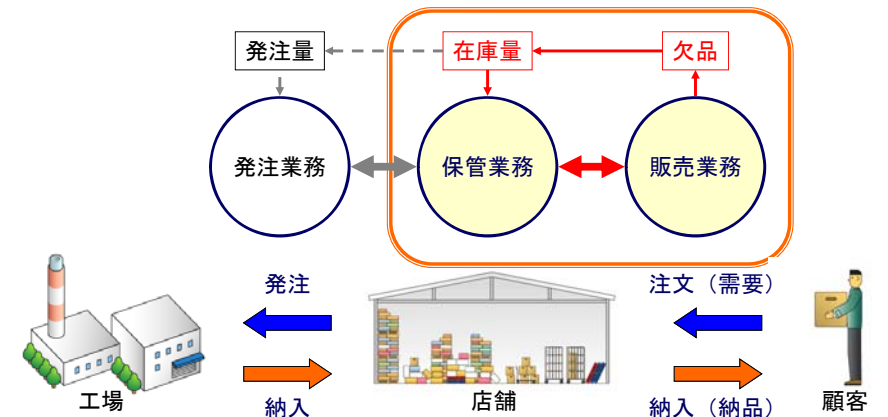 発注量
在庫量
欠品
発注業務
保管業務
販売業務
発注
注文（需要）
工場
納入
店舗
納入（納品）
顧客